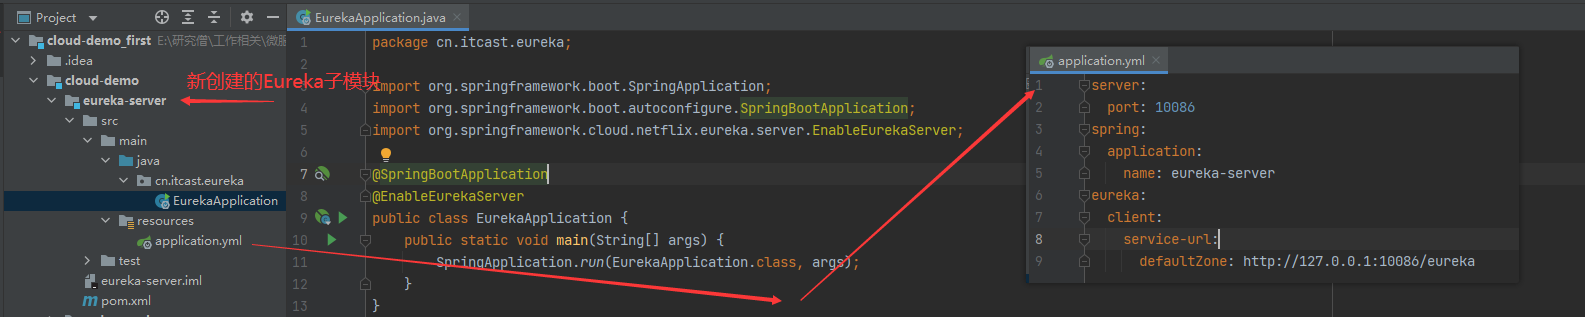 Project
cloud-demo_first E:\研究僧\工作相关\微服
.idea
cloud-demo
eureka-server
src
main
java
cn.itcast.eureka
EurekaApplication
resources
application.yml
test
eureka-server.iml
pom.xml
新创建的Eureka子模块
EurekaApplication.java
1 package cn.itcast.eureka;
2
3 import org.springframework.boot.SpringApplication;
4 import org.springframework.boot.autoconfigure.SpringBootApplication;
5 import org.springframework.cloud.netflix.eureka.server.EnableEurekaServer;
6
7 @SpringBootApplication
8 @EnableEurekaServer
9 public class EurekaApplication {
10 public static void main(String[] args) {
11 SpringApplication.run(EurekaApplication.class, args);
12 }
13 }
application.yml
1 server:
2 port: 10086
3 spring:
4 application:
5 name: eureka-server
6 eureka:
7 client:
8 service-url:
9 defaultZone: http://127.0.0.1:10086/eureka